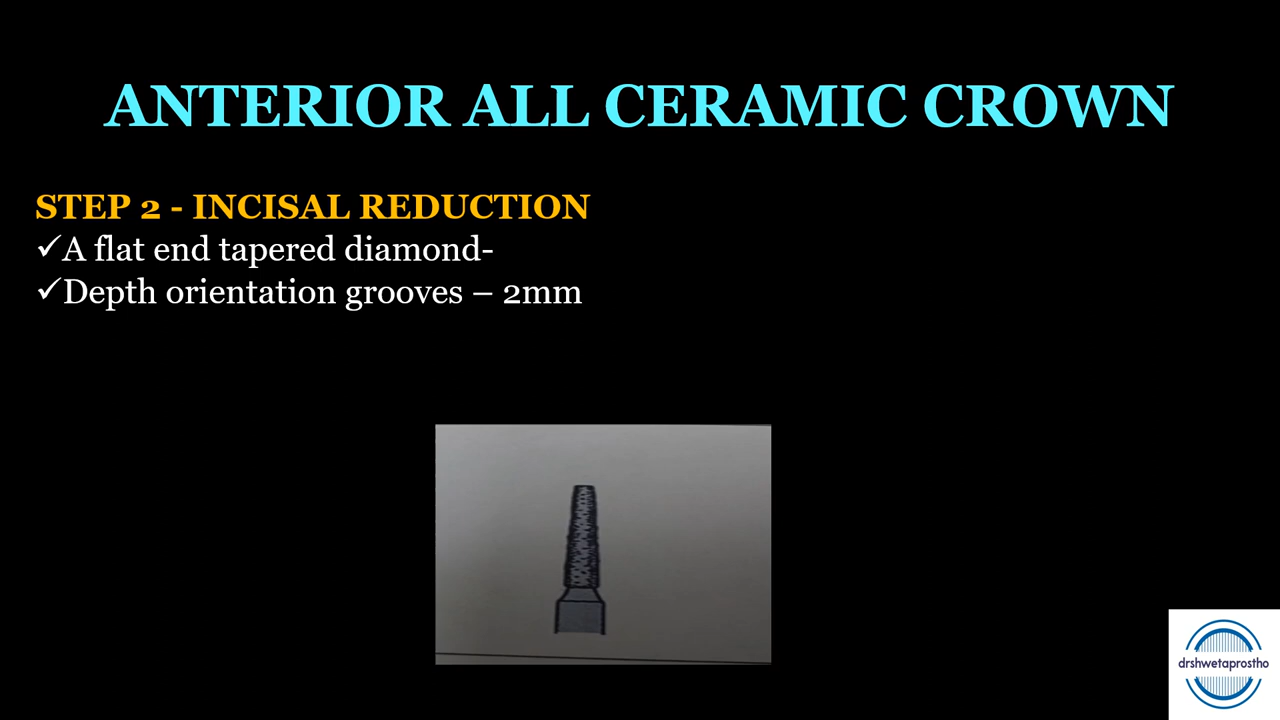 ANTERIOR ALL CERAMIC CROWN
STEP 2 - INCISAL REDUCTION
✓A flat end tapered diamond-
✓Depth orientation grooves – 2mm
drshwetaprostho